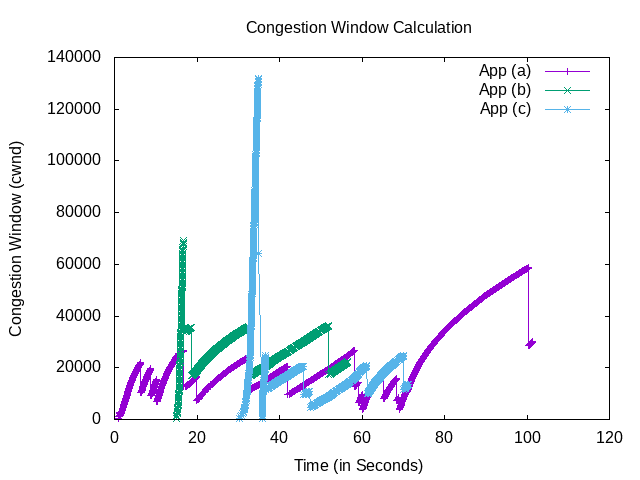 Congestion Window Calculation
140000
120000
100000
80000
60000
40000
20000
0
0 20 40 60 80 100 120
Congestion Window (cwnd)
Time (in Seconds)
App (a)
App (b)
App (c)